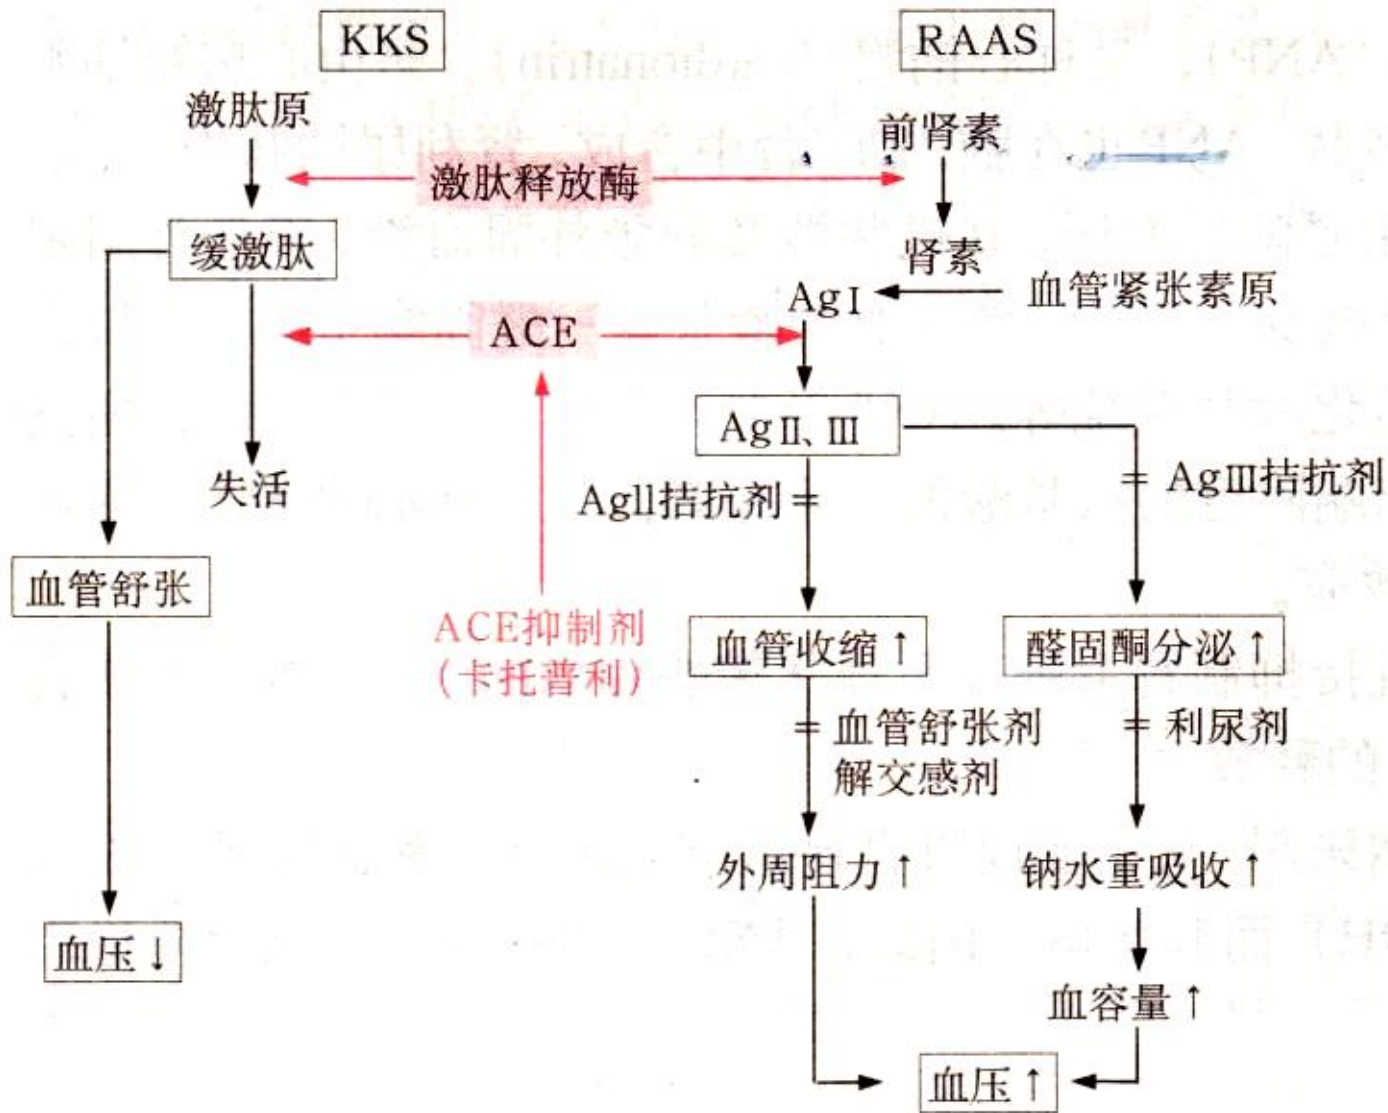 KKS
RAAS
激肽原
前肾素
激肽释放酶
缓激肽
肾素
AgⅠ
血管紧张素原
ACE
AgⅡ、Ⅲ
失活
AgⅡ拮抗剂
AgⅢ拮抗剂
血管舒张
ACE抑制剂
(卡托普利)
血管收缩↑
醛固酮分泌↑
血管舒张剂
解交感剂
利尿剂
外周阻力↑
钠水重吸收↑
血压↓
血容量↑
血压↑